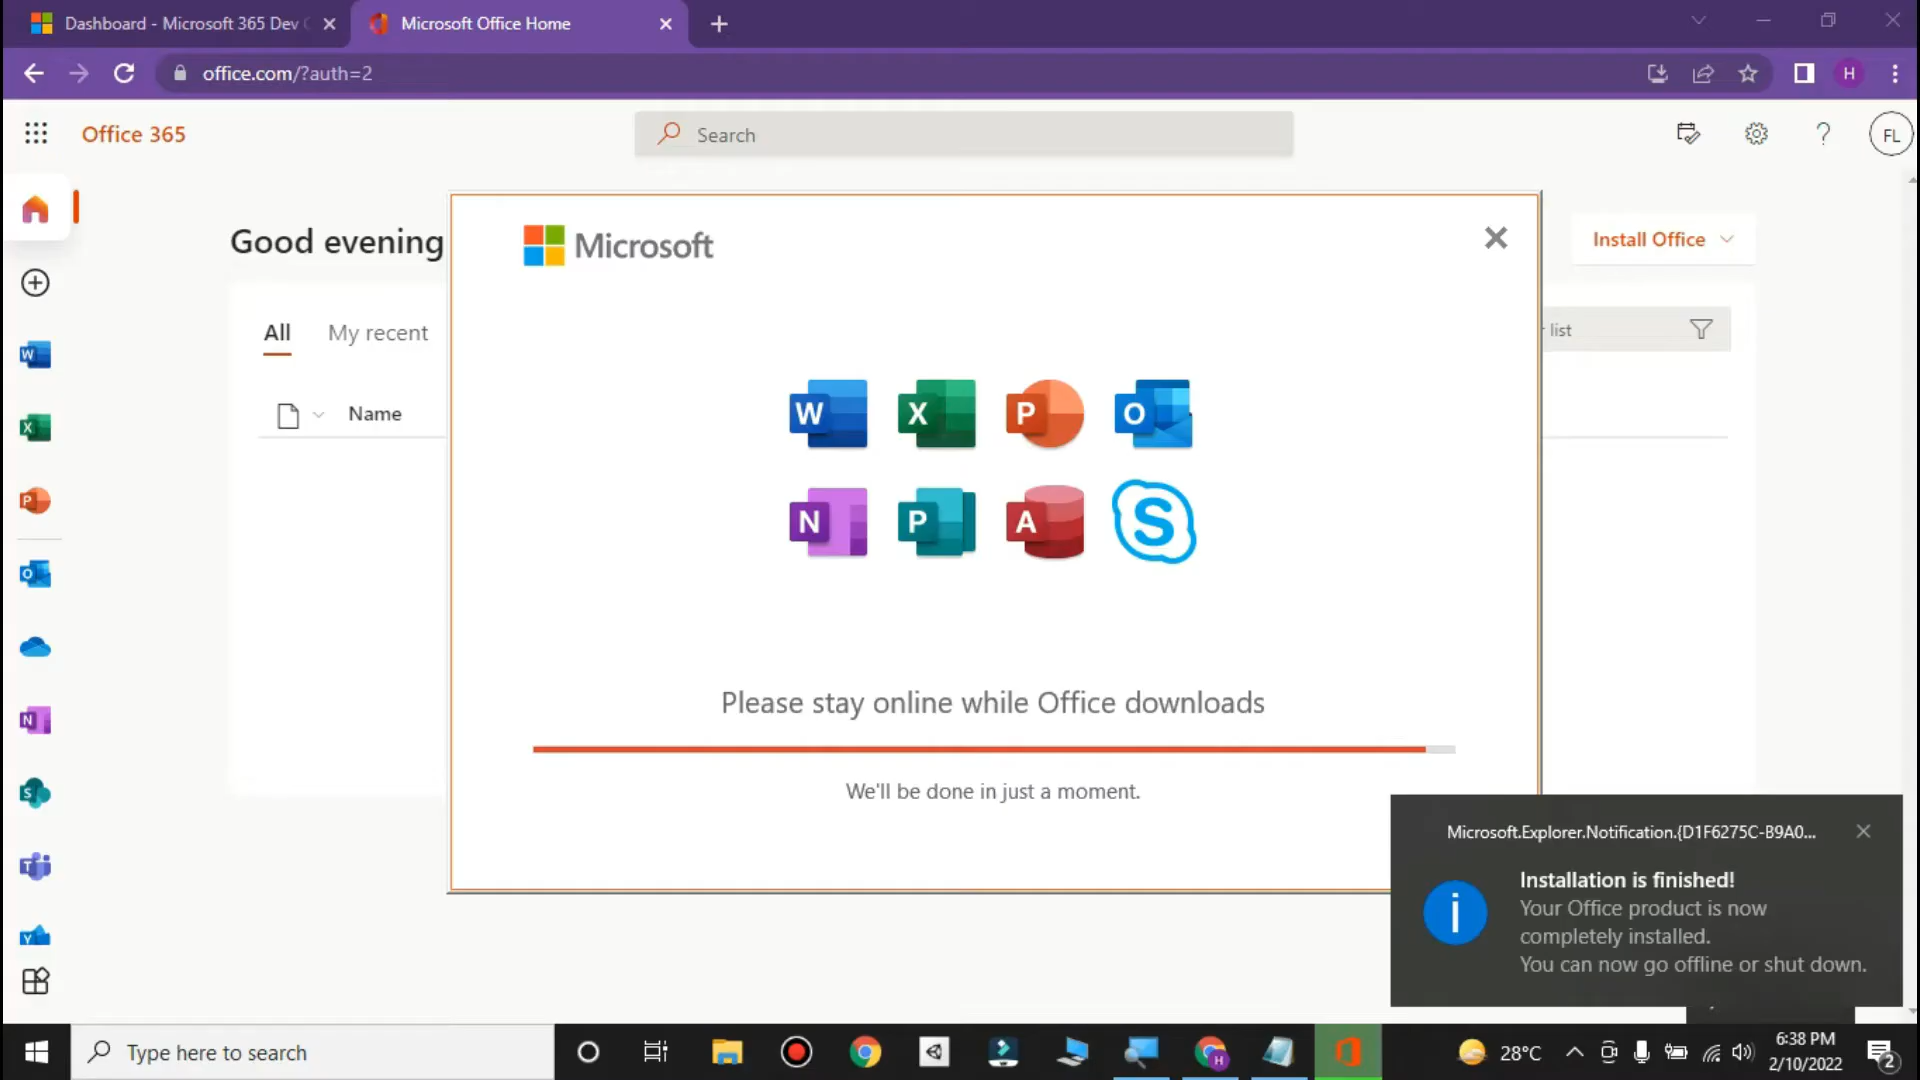 Dashboard - Microsoft 365 Dev C
Microsoft Office Home
office.com/?auth=2
H
Office 365
Search
FL
Good evening
Microsoft
Install Office
All
My recent
list
Name
W
X
P
O
N
P
A
S
W
X
P
O
N
S
T
Y
Please stay online while Office downloads
We'll be done in just a moment.
Microsoft.Explorer.Notification.{D1F6275C-B9A0...
Installation is finished!
Your Office product is now
completely installed.
You can now go offline or shut down.
Type here to search
H
28°C
6:38 PM
2/10/2022
2